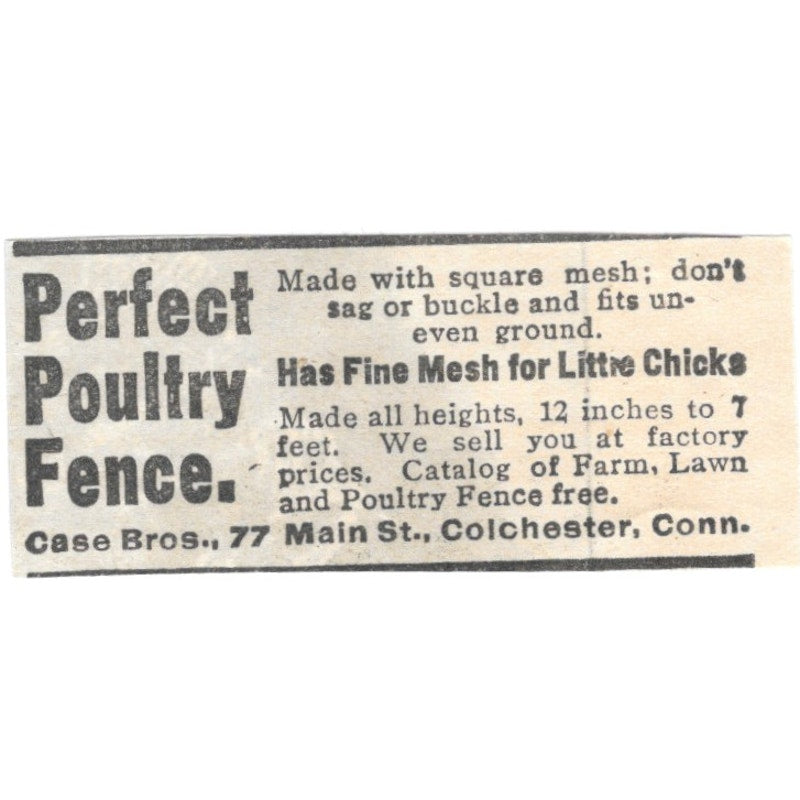 Perfect
Poultry
Fence.
Made with square mesh; don't
sag or buckle and fits un-
even ground.
Has Fine Mesh for Little Chicks
Made all heights, 12 inches to 7
feet. We sell you at factory
prices. Catalog of Farm, Lawn
and Poultry Fence free.
Case Bros., 77 Main St., Colchester, Conn.